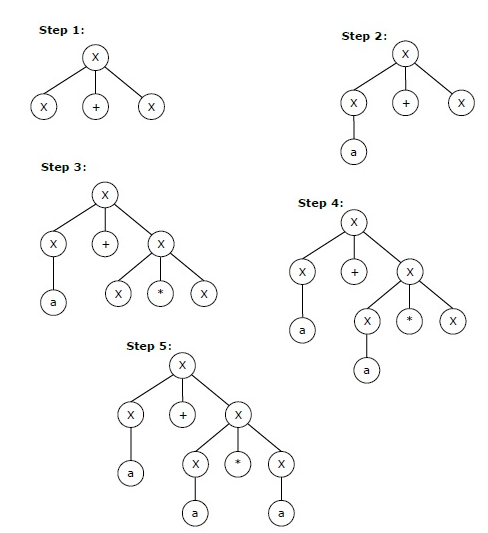 Step 1:
X
X + X
Step 2:
X
X + X
a
Step 3:
X
X + X
a X * X
Step 4:
X
X + X
a X * X
a
Step 5:
X
X + X
a X * X
a a